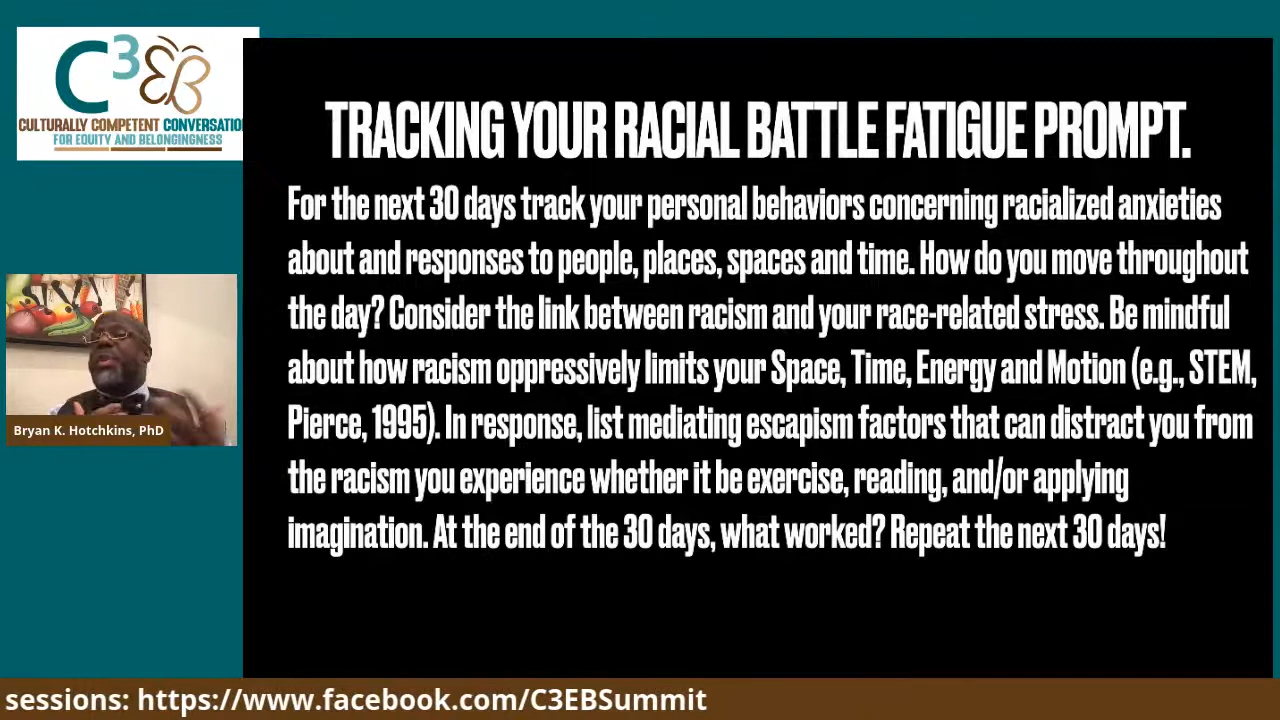 C3EB
CULTURALLY COMPETENT CONVERSATIO
FOR EQUITY AND BELONGINGNESS
TRACKING YOUR RACIAL BATTLE FATIGUE PROMPT.
For the next 30 days track your personal behaviors concerning racialized anxieties
about and responses to people, places, spaces and time. How do you move throughout
the day? Consider the link between racism and your race-related stress. Be mindful
about how racism oppressively limits your Space, Time, Energy and Motion (e.g., STEM,
Pierce, 1995). In response, list mediating escapism factors that can distract you from
the racism you experience whether it be exercise, reading, and/or applying
imagination. At the end of the 30 days, what worked? Repeat the next 30 days!
Bryan K. Hotchkins, PhD
sessions: https://www.facebook.com/C3EBSummit